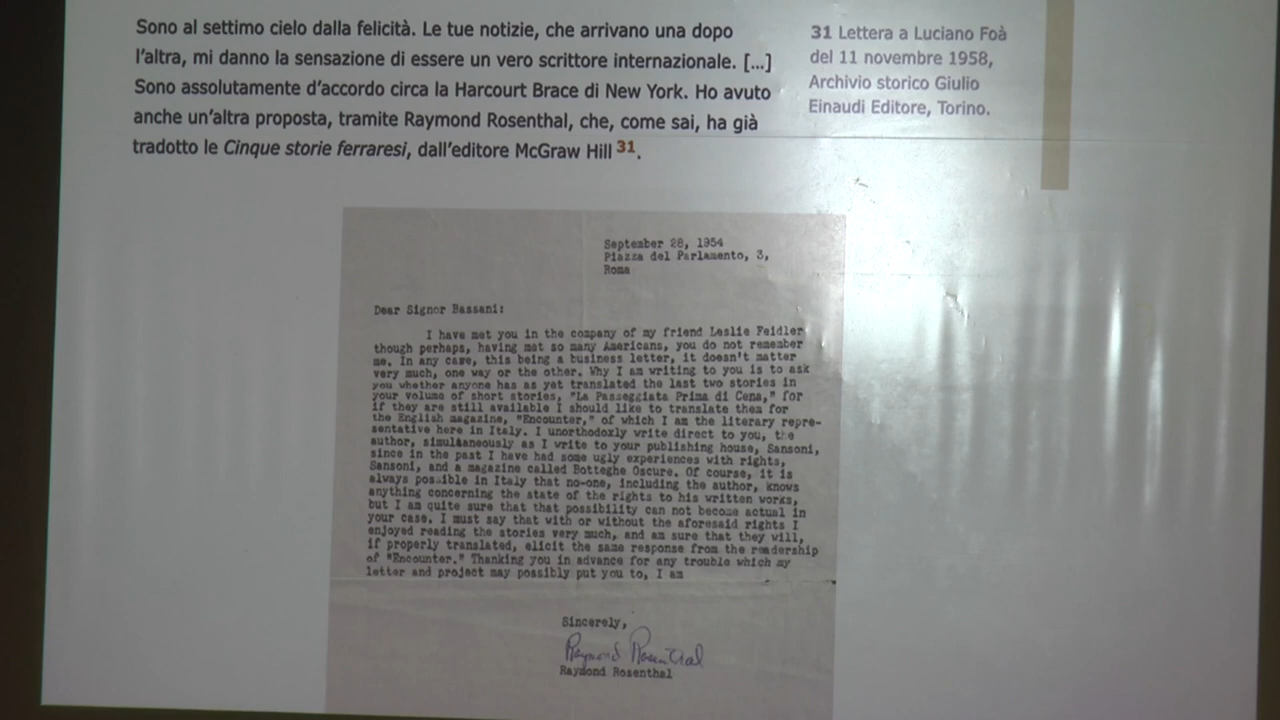 Sono al settimo cielo dalla felicità. Le tue notizie, che arrivano una dopo
l'altra, mi danno la sensazione di essere un vero scrittore internazionale. [...]
Sono assolutamente d'accordo circa la Harcourt Brace di New York. Ho avuto
anche un'altra proposta, tramite Raymond Rosenthal, che, come sai, ha già
tradotto le Cinque storie ferraresi, dall'editore McGraw Hill 31.
31 Lettera a Luciano Foà
del 11 novembre 1958,
Archivio storico Giulio
Einaudi Editore, Torino.
September 28, 1954
Piazza del Parlamento, 3,
Roma
Dear Signor Bassani:
I have met you in the company of my friend Leslie Feidler
though perhaps, having met so many Americans, you do not remember
me. In any case, this being a business letter, it doesn't matter
very much, one way or the other. Why I am writing to you is to ask
you whether anyone has as yet translated the last two stories in
your volume of short stories, "La Passeggiata Prima di Cena," for
if they are still available I should like to translate them for
the English magazine, "Encounter," of which I am the literary repre-
sentative here in Italy. I unorthodoxly write direct to you, the
author, simultaneously as I write to your publishing house, Sansoni,
since in the past I have had some ugly experiences with rights,
Sansoni, and a magazine called Botteghe Oscure. Of course, it is
always possible in Italy that no-one, including the author, knows
anything concerning the state of the rights to his written works,
but I am quite sure that that possibility can not become actual in
your case. I must say that with or without the aforesaid rights I
enjoyed reading the stories very much, and am sure that they will,
if properly translated, elicit the same response from the readership
of "Encounter." Thanking you in advance for any trouble which my
letter and project may possibly put you to, I am
Sincerely,
Raymond Rosenthal
Raymond Rosenthal